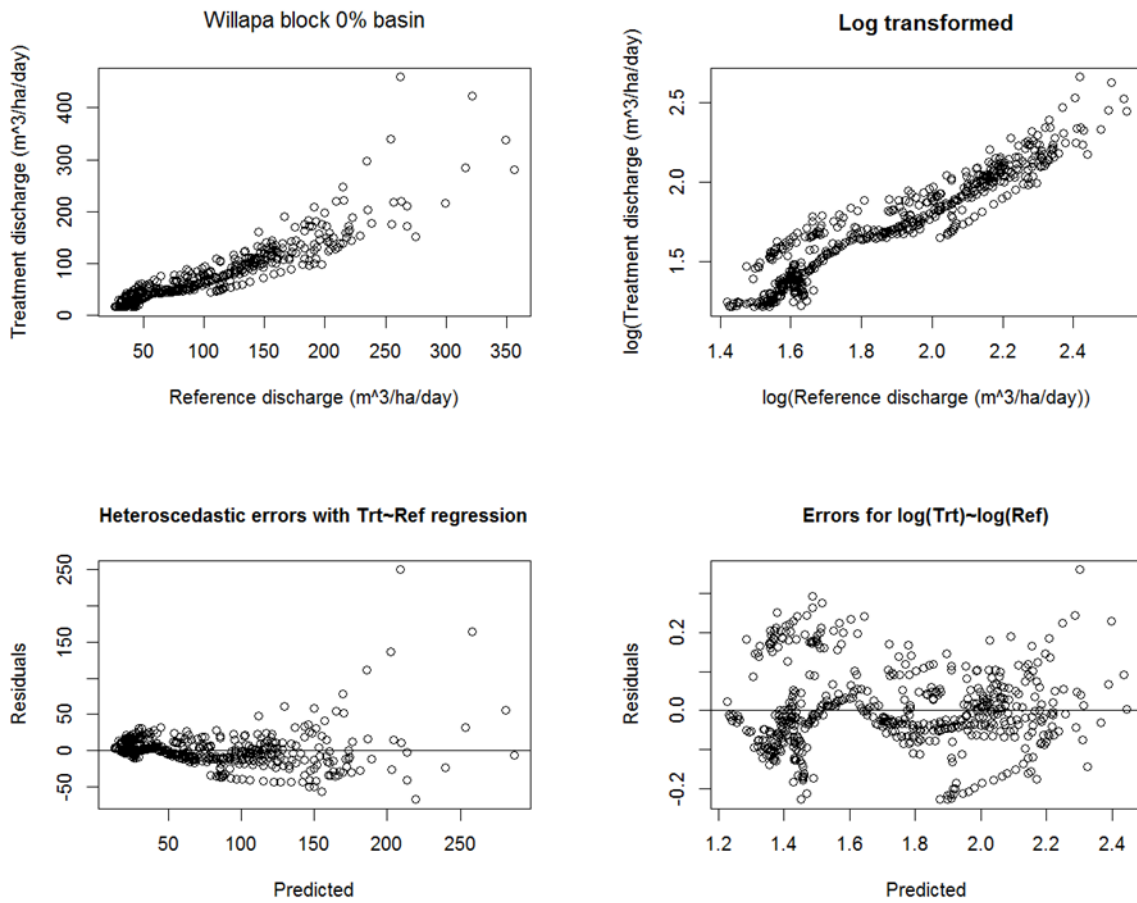 Willapa block 0% basin
Treatment discharge (m^3/ha/day)
400
300
200
100
0
50 100 150 200 250 300 350
Reference discharge (m^3/ha/day)
Log transformed
log(Treatment discharge (m^3/ha/day)
2.5
2.0
1.5
1.4 1.6 1.8 2.0 2.2 2.4
log(Reference discharge (m^3/ha/day))
Heteroscedastic errors with Trt~Ref regression
Residuals
250
150
50
0
-50
50 100 150 200 250
Predicted
Errors for log(Trt)~log(Ref)
Residuals
0.2
0.0
-0.2
1.2 1.4 1.6 1.8 2.0 2.2 2.4
Predicted